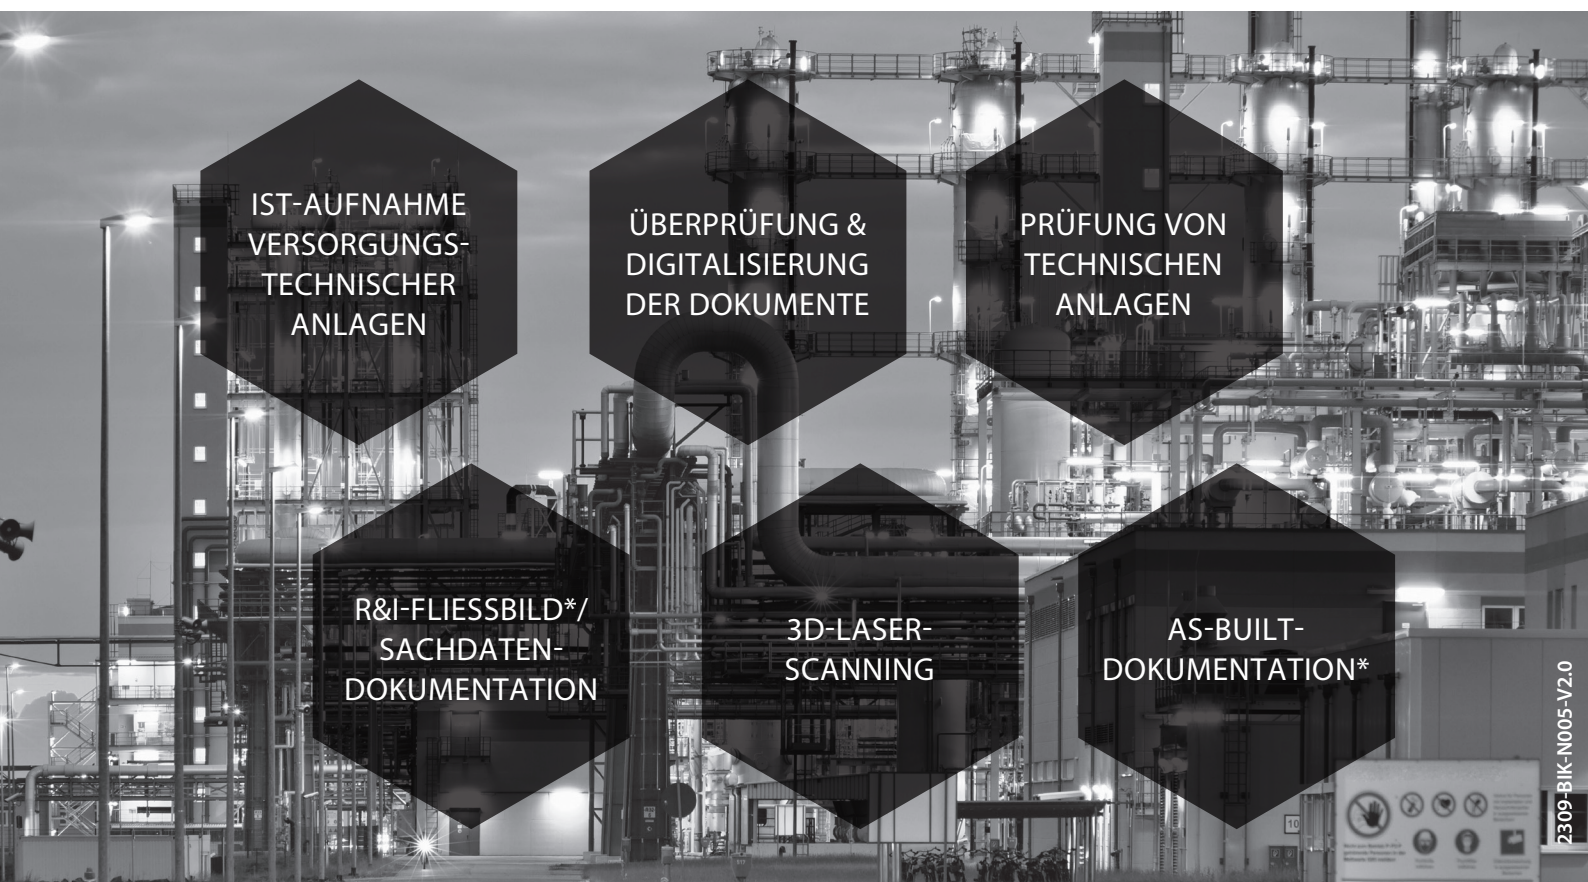 IST-AUFNAHME
VERSORGUNGS-
TECHNISCHER
ANLAGEN
ÜBERPRÜFUNG &
DIGITALISIERUNG
DER DOKUMENTE
PRÜFUNG VON
TECHNISCHEN
ANLAGEN
R&I-FLIESSBILD*/
SACHDATEN-
DOKUMENTATION
3D-LASER-
SCANNING
AS-BUILT-
DOKUMENTATION*
2309-BIK-N005-V2.0
10